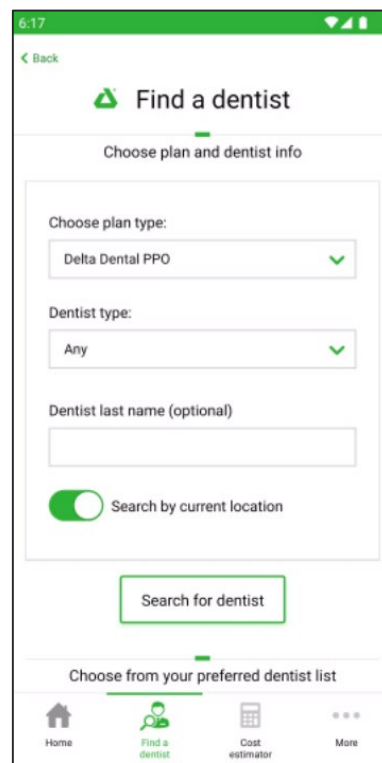 6:17
Back
Find a dentist
Choose plan and dentist info
Choose plan type:
Delta Dental PPO
Dentist type:
Any
Dentist last name (optional)
Search by current location
Search for dentist
Choose from your preferred dentist list
Home
Find a
dentist
Cost
estimator
More